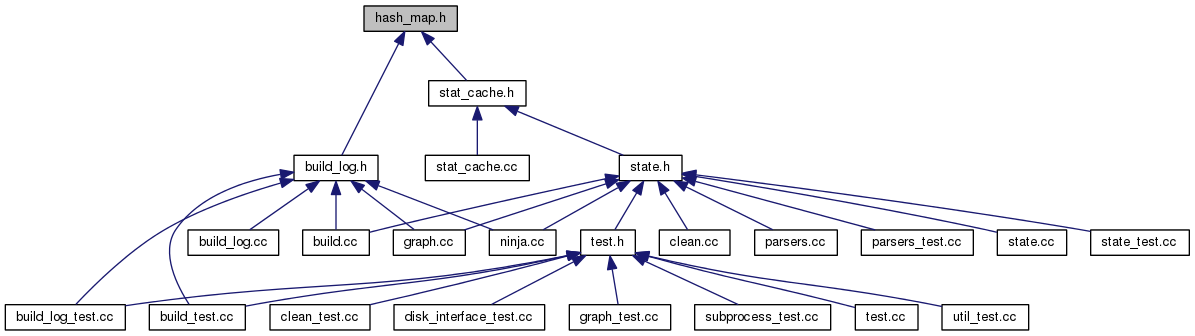 hash_map.h
stat_cache.h
build_log.h
stat_cache.cc
state.h
build_log.cc
build.cc
graph.cc
ninja.cc
test.h
clean.cc
parsers.cc
parsers_test.cc
state.cc
state_test.cc
build_log_test.cc
build_test.cc
clean_test.cc
disk_interface_test.cc
graph_test.cc
subprocess_test.cc
test.cc
util_test.cc